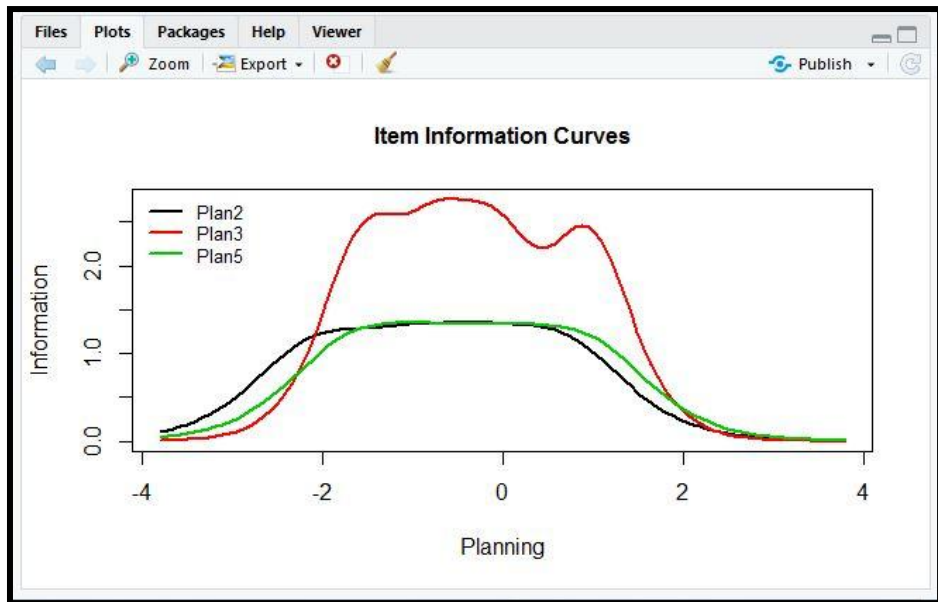 Files Plots Packages Help Viewer
Zoom Export Publish
Item Information Curves
Plan2
Plan3
Plan5
Information
2.0
1.0
0.0
-4 -2 0 2 4
Planning